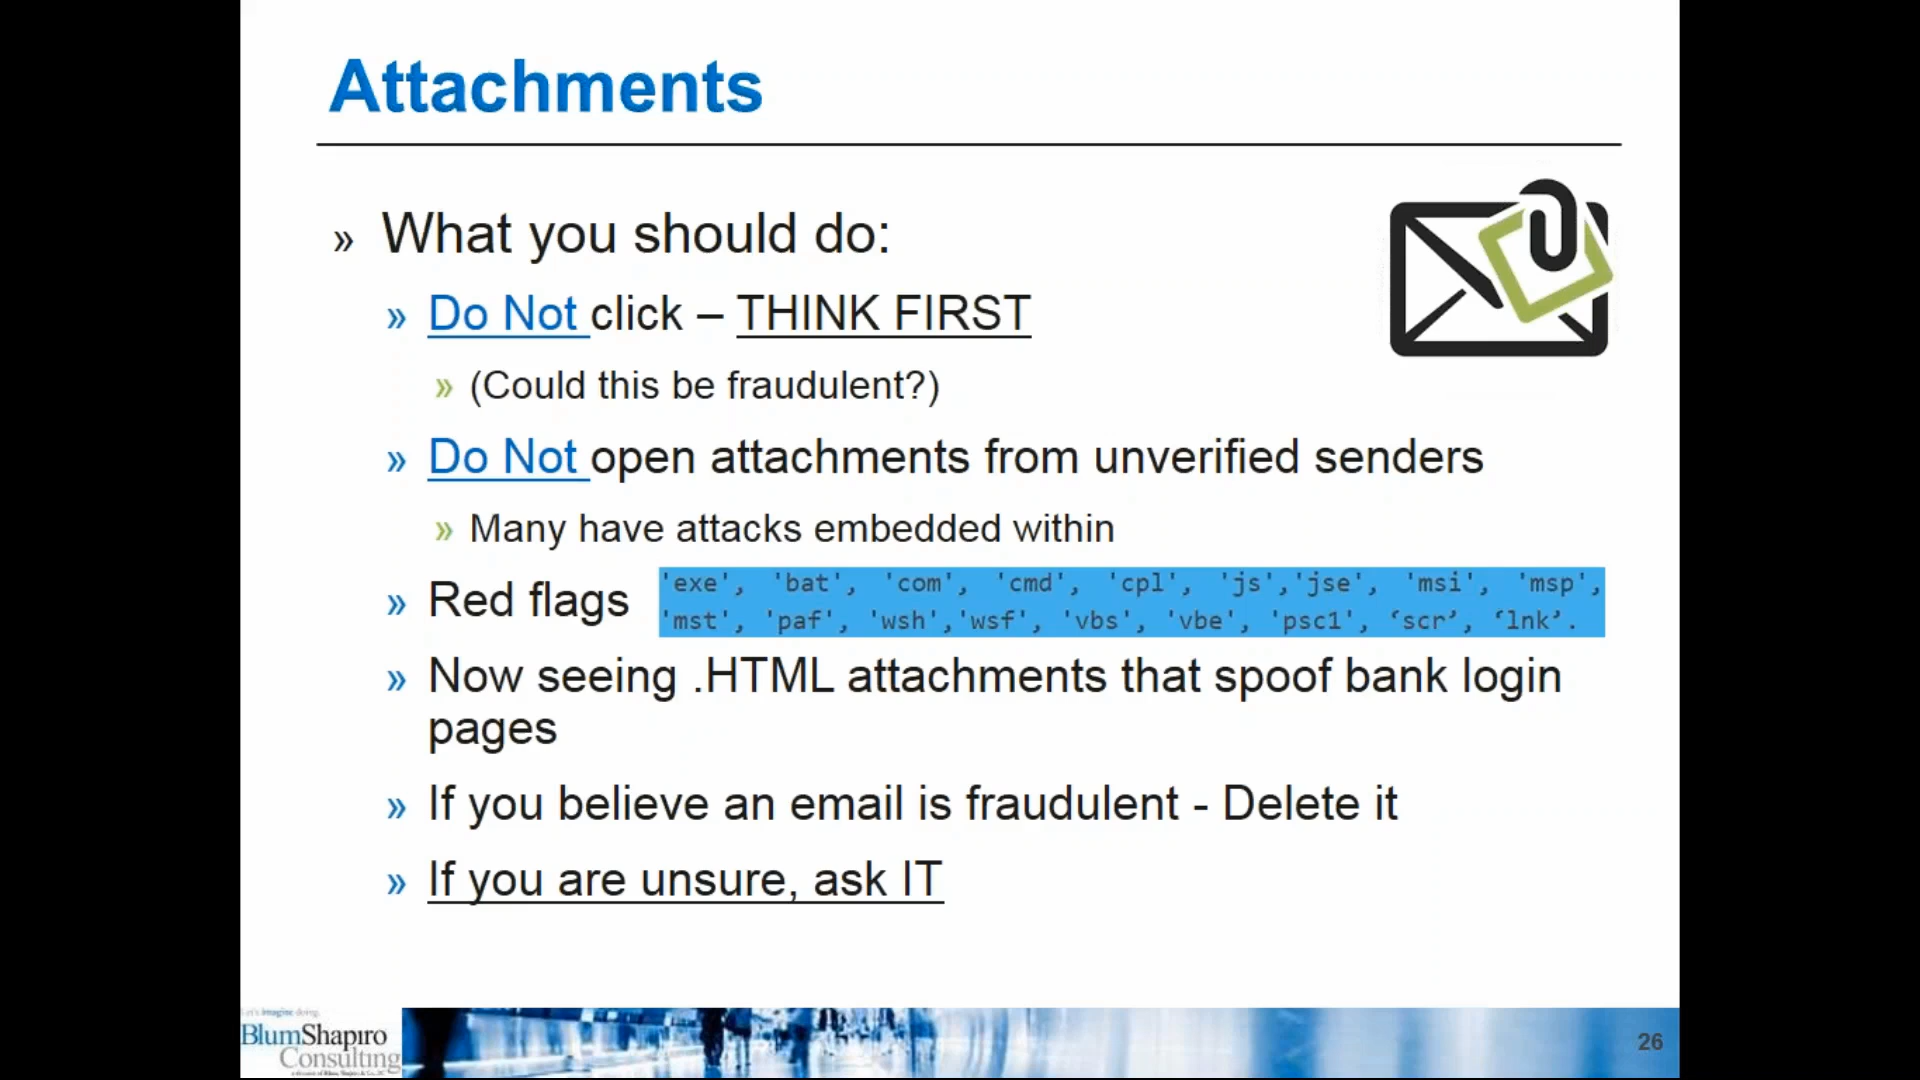 Attachments
» What you should do:
» Do Not click – THINK FIRST
» (Could this be fraudulent?)
» Do Not open attachments from unverified senders
» Many have attacks embedded within
» Red flags
'exe', 'bat', 'com', 'cmd', 'cpl', 'js','jse', 'msi', 'msp',
'mst', 'paf', 'wsh','wsf', 'vbs', 'vbe', 'psc1', ‘scr’, ‘lnk’.
» Now seeing .HTML attachments that spoof bank login
pages
» If you believe an email is fraudulent - Delete it
» If you are unsure, ask IT
Let's imagine doing.
BlumShapiro
Consulting
26